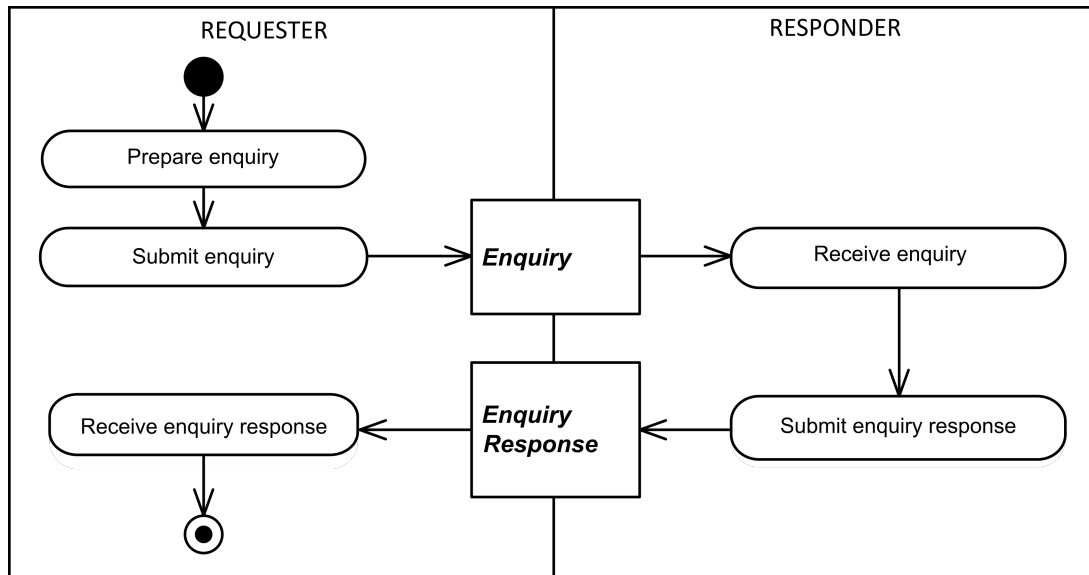 REQUESTER
RESPONDER
Prepare enquiry
Submit enquiry
Enquiry
Receive enquiry
Receive enquiry response
Enquiry
Response
Submit enquiry response